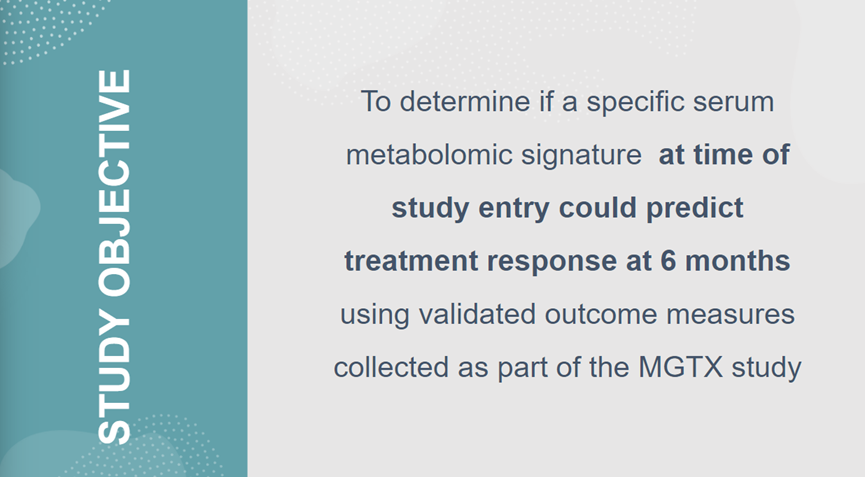 STUDY OBJECTIVE
To determine if a specific serum
metabolomic signature at time of
study entry could predict
treatment response at 6 months
using validated outcome measures
collected as part of the MGTX study